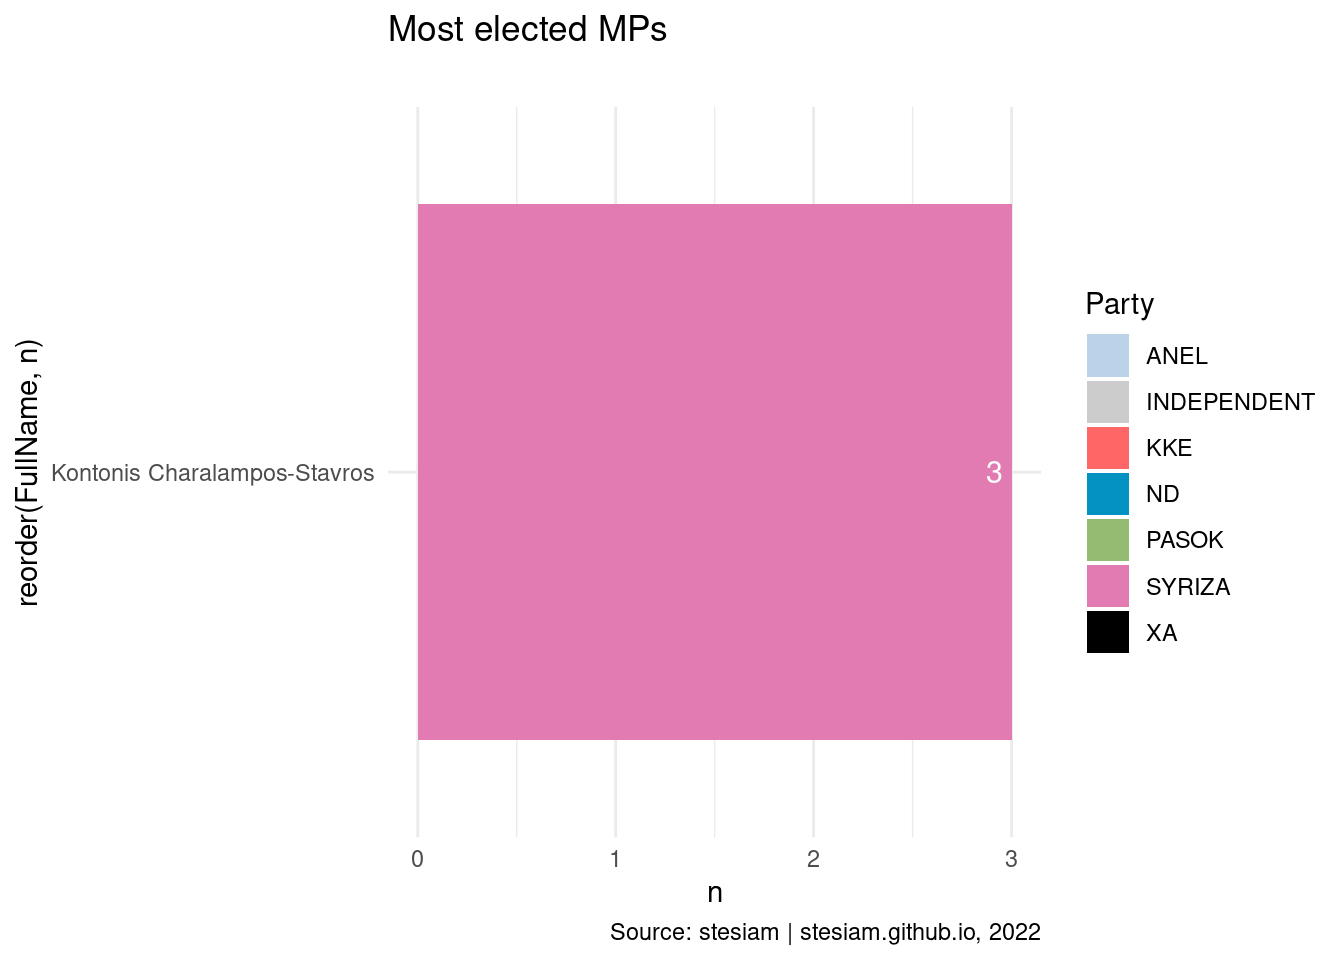 Most elected MPs
reorder(FullName, n)
Kontonis Charalampos-Stavros
3
0 1 2 3
n
Party
ANEL
INDEPENDENT
KKE
ND
PASOK
SYRIZA
XA
Source: stesiam | stesiam.github.io, 2022